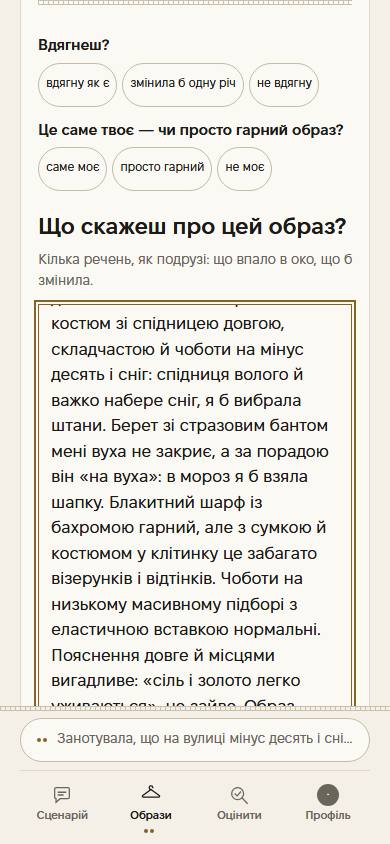 Вдягнеш?
вдягну як є
змінила б одну річ
не вдягну
Це саме твоє — чи просто гарний образ?
саме моє
просто гарний
не моє
Що скажеш про цей образ?
Кілька речень, як подрузі: що впало в око, що б
змінила.
костюм зі спідницею довгою,
складчастою й чоботи на мінус
десять і сніг: спідниця волого й
важко набере сніг, я б вибрала
штани. Берет зі стразовим бантом
мені вуха не закриє, а за порадою
він «на вуха»: в мороз я б взяла
шапку. Блакитний шарф із
бахромою гарний, але з сумкою й
костюмом у клітинку це забагато
візерунків і відтінків. Чоботи на
низькому масивному підборі з
еластичною вставкою нормальні.
Пояснення довге й місцями
вигадливе: «сіль і золото легко
уживаються», це зайве. Образ
Занотувала, що на вулиці мінус десять і сні...
Сценарій
Образи
Оцінити
Профіль